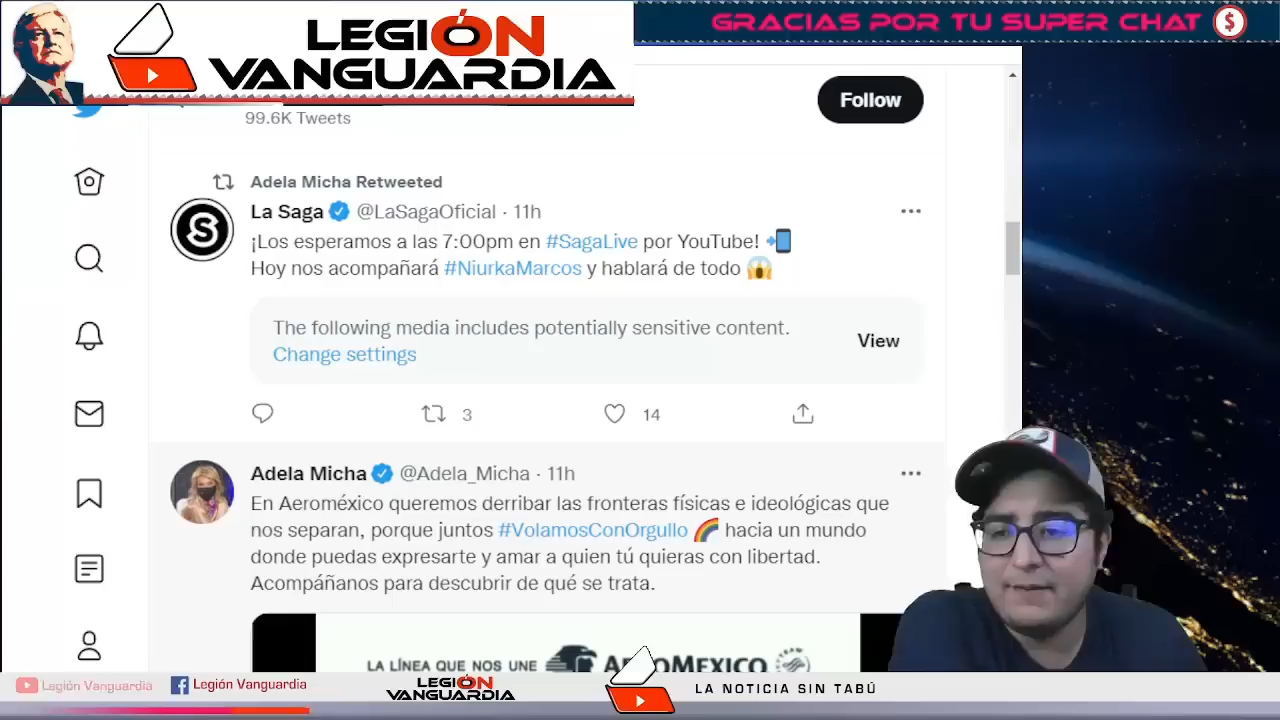 LEGIÓN
VANGUARDIA
GRACIAS POR TU SUPER CHAT
$
99.6K Tweets
Follow
Adela Micha Retweeted
La Saga @LaSagaOficial · 11h
¡Los esperamos a las 7:00pm en #SagaLive por YouTube!
Hoy nos acompañará #NiurkaMarcos y hablará de todo
The following media includes potentially sensitive content.
Change settings
View
3
14
Adela Micha @Adela_Micha · 11h
En Aeroméxico queremos derribar las fronteras físicas e ideológicas que
nos separan, porque juntos #VolamosConOrgullo hacia un mundo
donde puedas expresarte y amar a quien tú quieras con libertad.
Acompáñanos para descubrir de qué se trata.
LA LÍNEA QUE NOS UNE
Legión Vanguardia
Legión Vanguardia
LEGIÓN
VANGUARDIA
LA NOTICIA SIN TABÚ